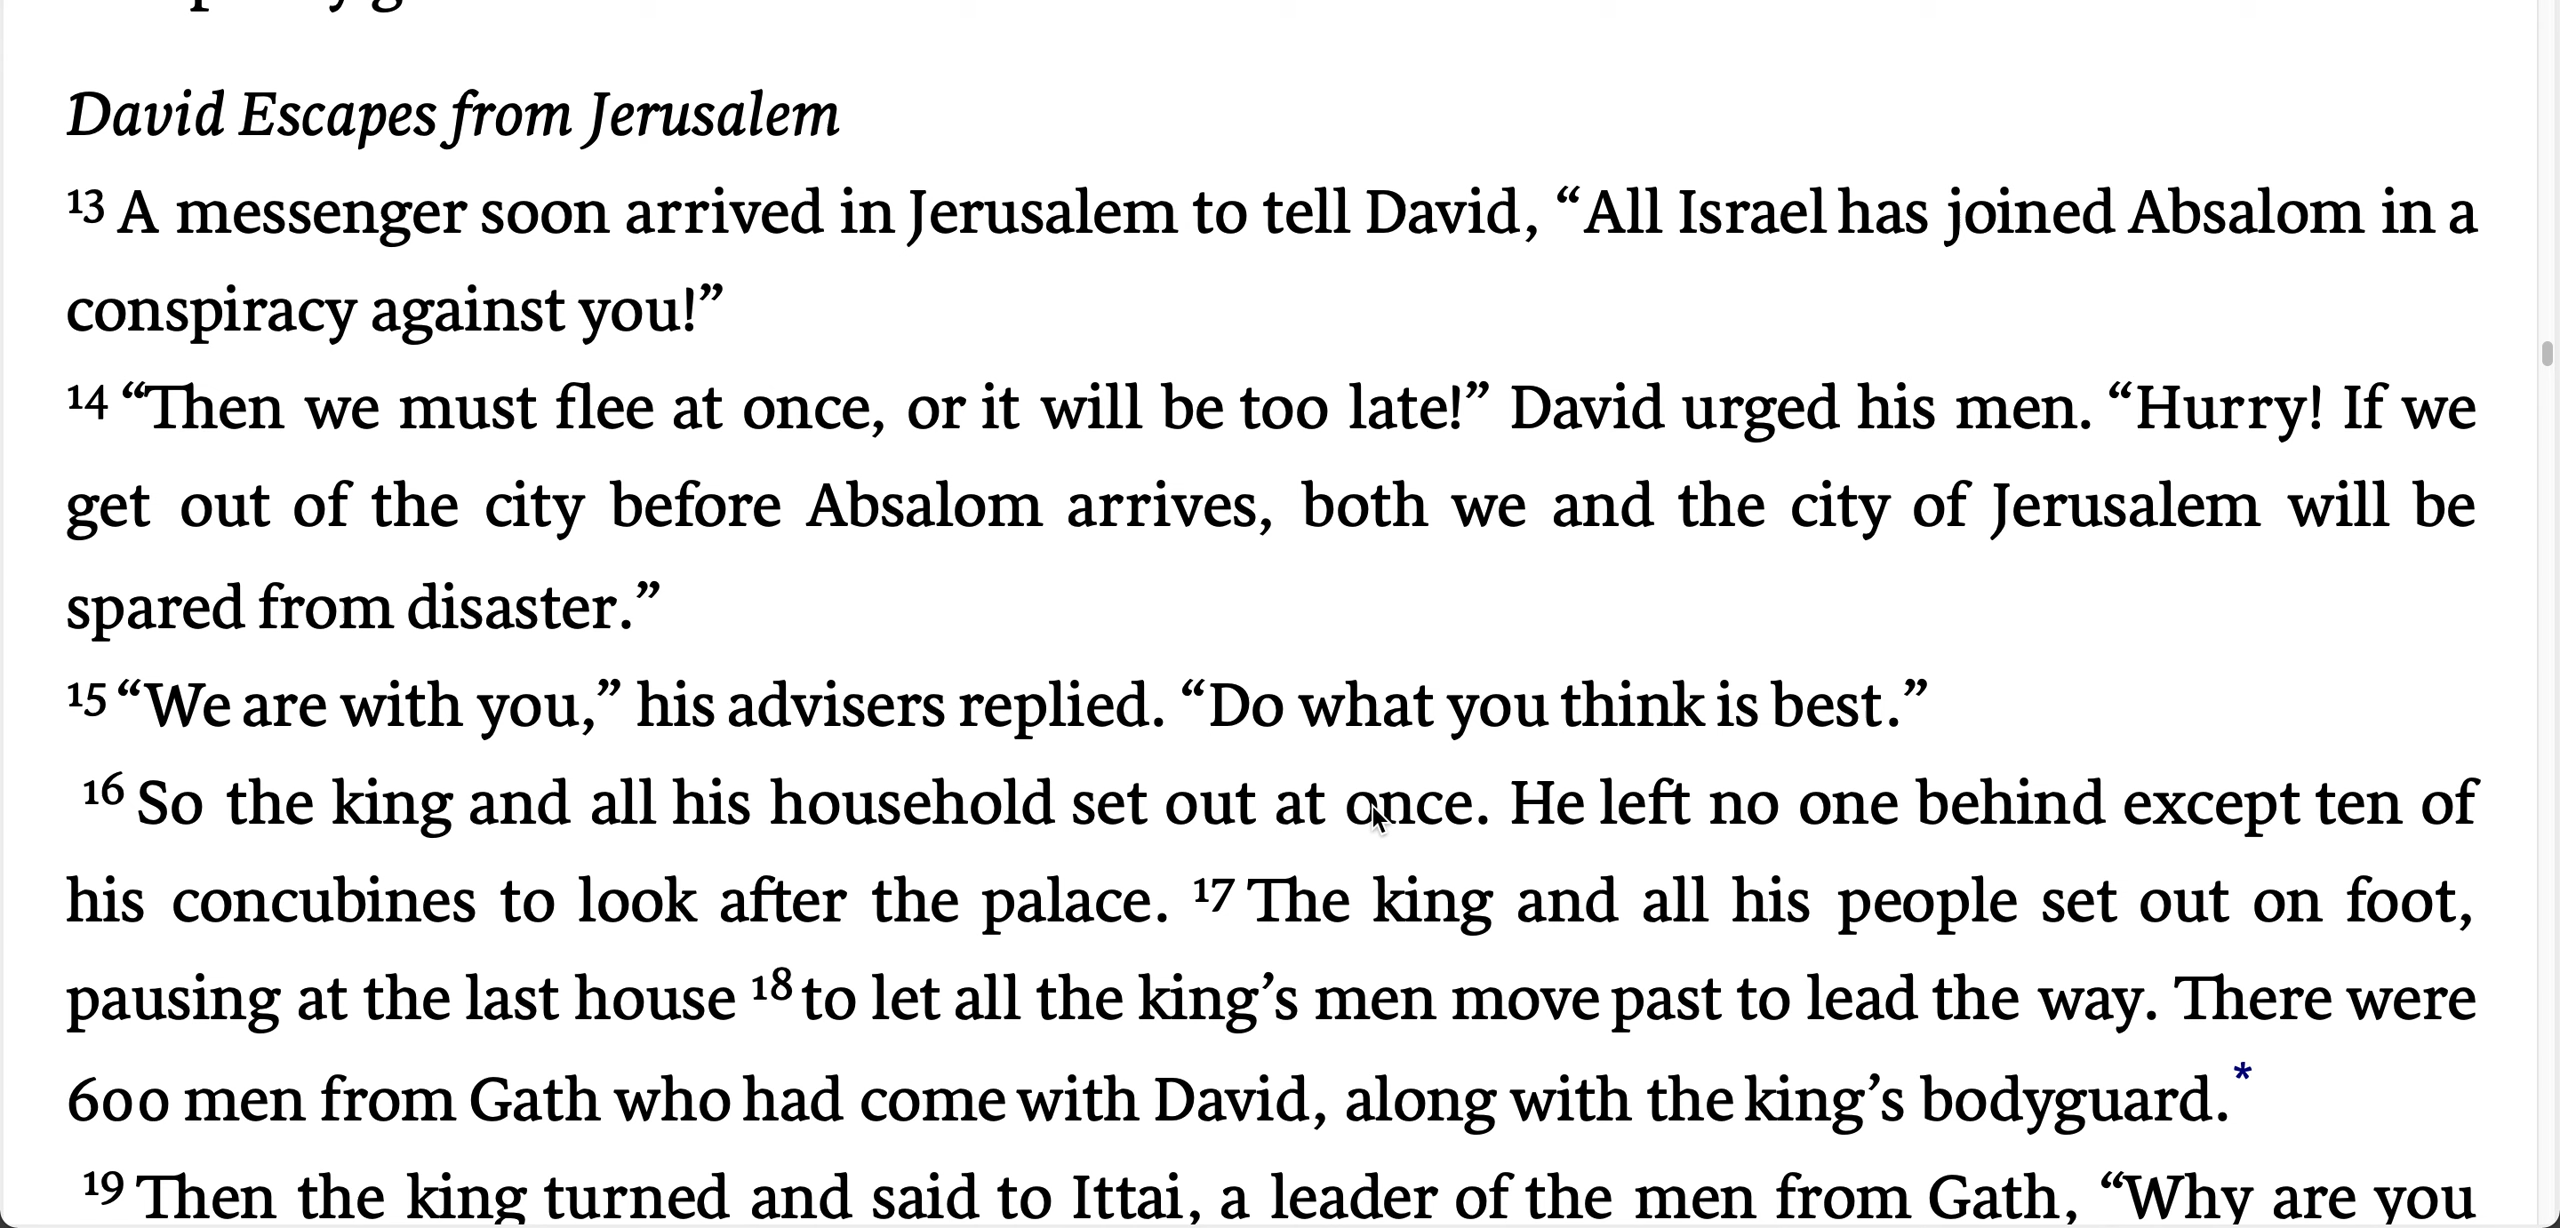 David Escapes from Jerusalem
13 A messenger soon arrived in Jerusalem to tell David, “All Israel has joined Absalom in a
conspiracy against you!”
14 “Then we must flee at once, or it will be too late!” David urged his men. “Hurry! If we
get out of the city before Absalom arrives, both we and the city of Jerusalem will be
spared from disaster.”
15 “We are with you,” his advisers replied. “Do what you think is best.”
16 So the king and all his household set out at once. He left no one behind except ten of
his concubines to look after the palace. 17 The king and all his people set out on foot,
pausing at the last house 18 to let all the king’s men move past to lead the way. There were
600 men from Gath who had come with David, along with the king’s bodyguard.*
19 Then the king turned and said to Ittai, a leader of the men from Gath, “Why are you